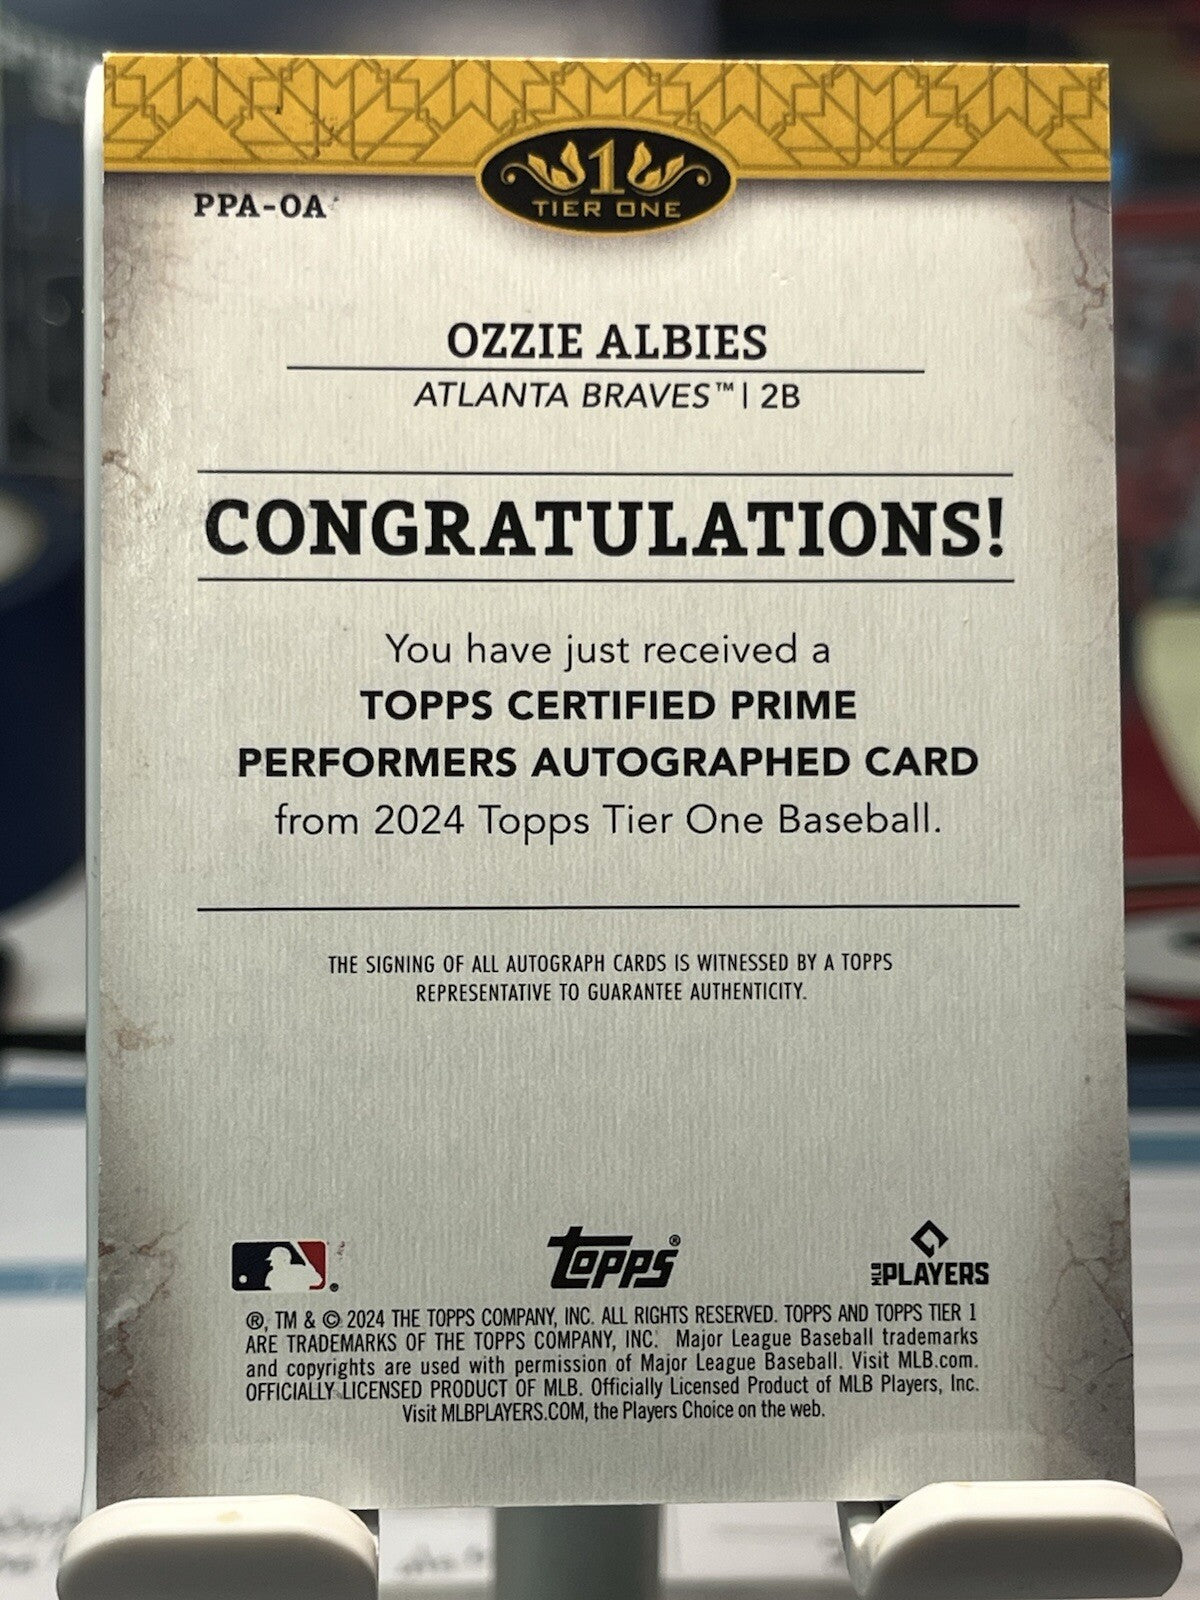 1
TIER ONE
PPA-OA
OZZIE ALBIES
ATLANTA BRAVES™ | 2B
CONGRATULATIONS!
You have just received a
TOPPS CERTIFIED PRIME
PERFORMERS AUTOGRAPHED CARD
from 2024 Topps Tier One Baseball.
THE SIGNING OF ALL AUTOGRAPH CARDS IS WITNESSED BY A TOPPS
REPRESENTATIVE TO GUARANTEE AUTHENTICITY.
®
Topps®
MLB PLAYERS
®, TM & © 2024 THE TOPPS COMPANY, INC. ALL RIGHTS RESERVED. TOPPS AND TOPPS TIER 1
ARE TRADEMARKS OF THE TOPPS COMPANY, INC. Major League Baseball trademarks
and copyrights are used with permission of Major League Baseball. Visit MLB.com.
OFFICIALLY LICENSED PRODUCT OF MLB. Officially Licensed Product of MLB Players, Inc.
Visit MLBPLAYERS.COM, the Players Choice on the web.